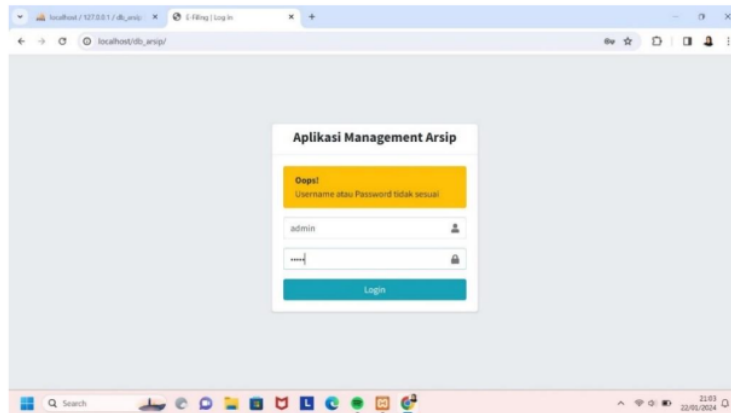 localhost / 127.0.0.1 / db_arsip
E-Filling | Log in
localhost/db_arsip/
Aplikasi Management Arsip
Oops!
Username atau Password tidak sesuai
admin
Login
Search
21:03
22/01/2024